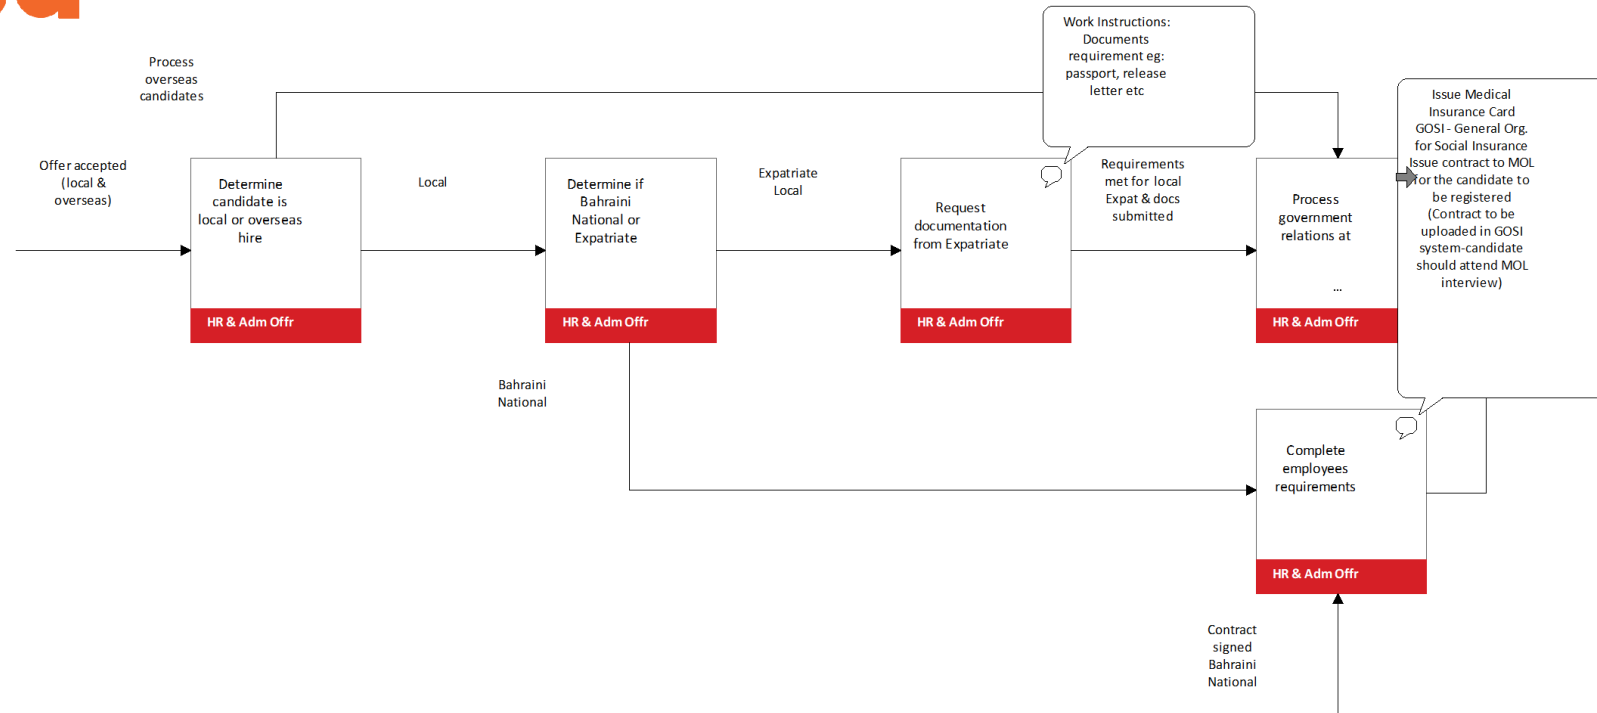 Process
overseas
candidates
Offer accepted
(local &
overseas)
Determine
candidate is
local or overseas
hire
HR & Adm Offr
Local
Determine if
Bahraini
National or
Expatriate
HR & Adm Offr
Expatriate
Local
Work Instructions:
Documents
requirement eg:
passport, release
letter etc
Request
documentation
from Expatriate
HR & Adm Offr
Requirements
met for local
Expat & docs
submitted
Process
government
relations at
...
HR & Adm Offr
Issue Medical
Insurance Card
GOSI - General Org.
for Social Insurance
Issue contract to MOL
for the candidate to
be registered
(Contract to be
uploaded in GOSI
system-candidate
should attend MOL
interview)
Bahraini
National
Complete
employees
requirements
HR & Adm Offr
Contract
signed
Bahraini
National